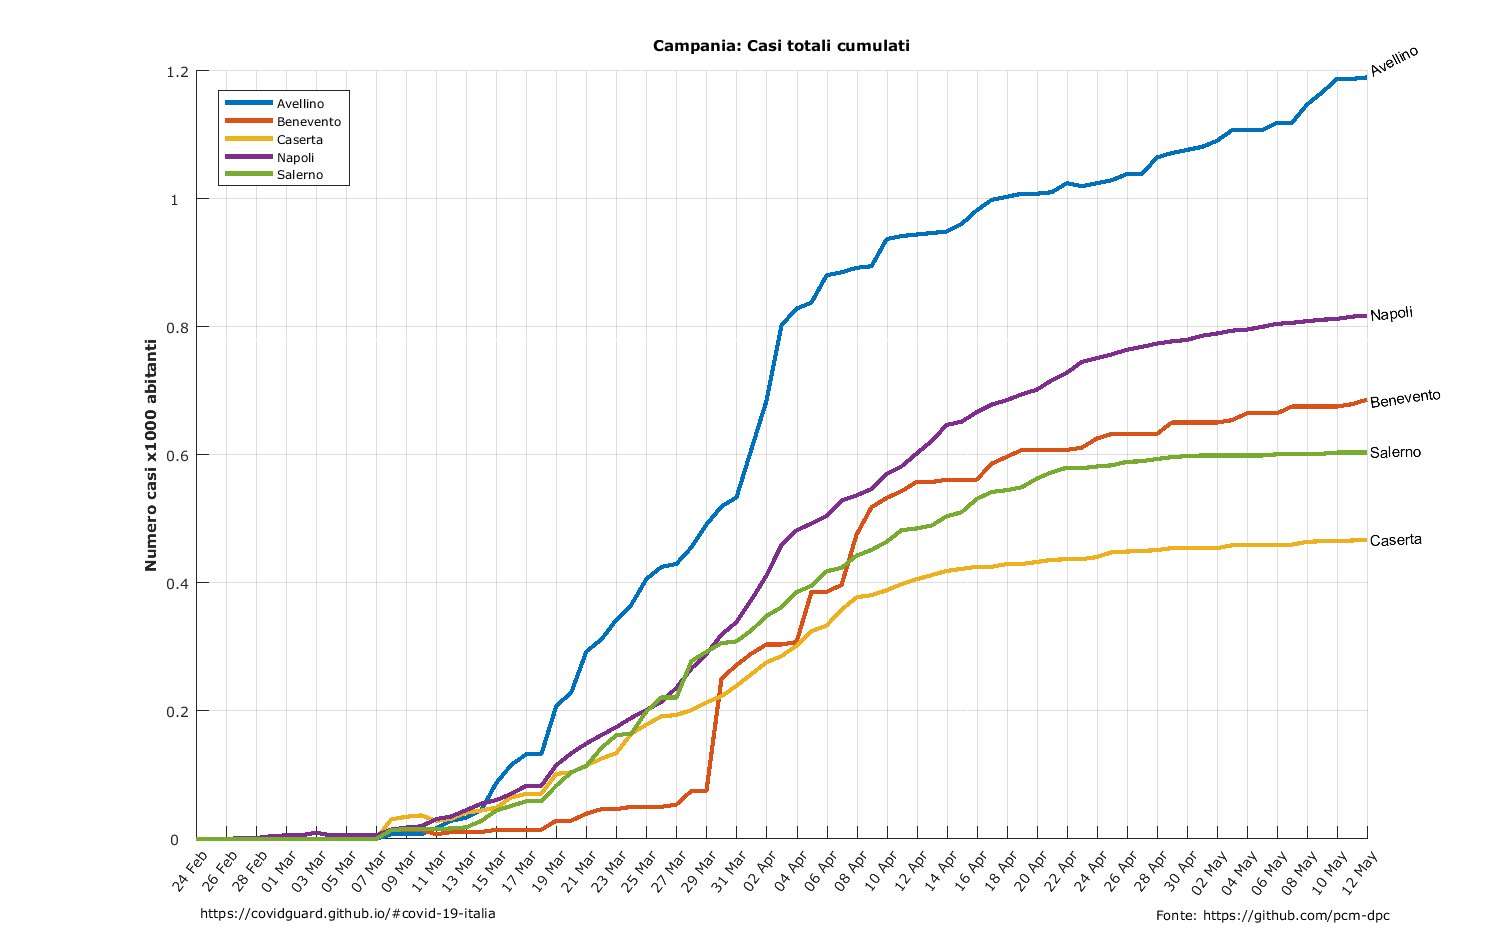 Campania: Casi totali cumulati
Avellino
Benevento
Caserta
Napoli
Salerno
Numero casi x1000 abitanti
1.2
1
0.8
0.6
0.4
0.2
0
Avellino
Napoli
Benevento
Salerno
Caserta
24 Feb
26 Feb
28 Feb
01 Mar
03 Mar
05 Mar
07 Mar
09 Mar
11 Mar
13 Mar
15 Mar
17 Mar
19 Mar
21 Mar
23 Mar
25 Mar
27 Mar
29 Mar
31 Mar
02 Apr
04 Apr
06 Apr
08 Apr
10 Apr
12 Apr
14 Apr
16 Apr
18 Apr
20 Apr
22 Apr
24 Apr
26 Apr
28 Apr
30 Apr
02 May
04 May
06 May
08 May
10 May
12 May
https://covidguard.github.io/#covid-19-italia
Fonte: https://github.com/pcm-dpc